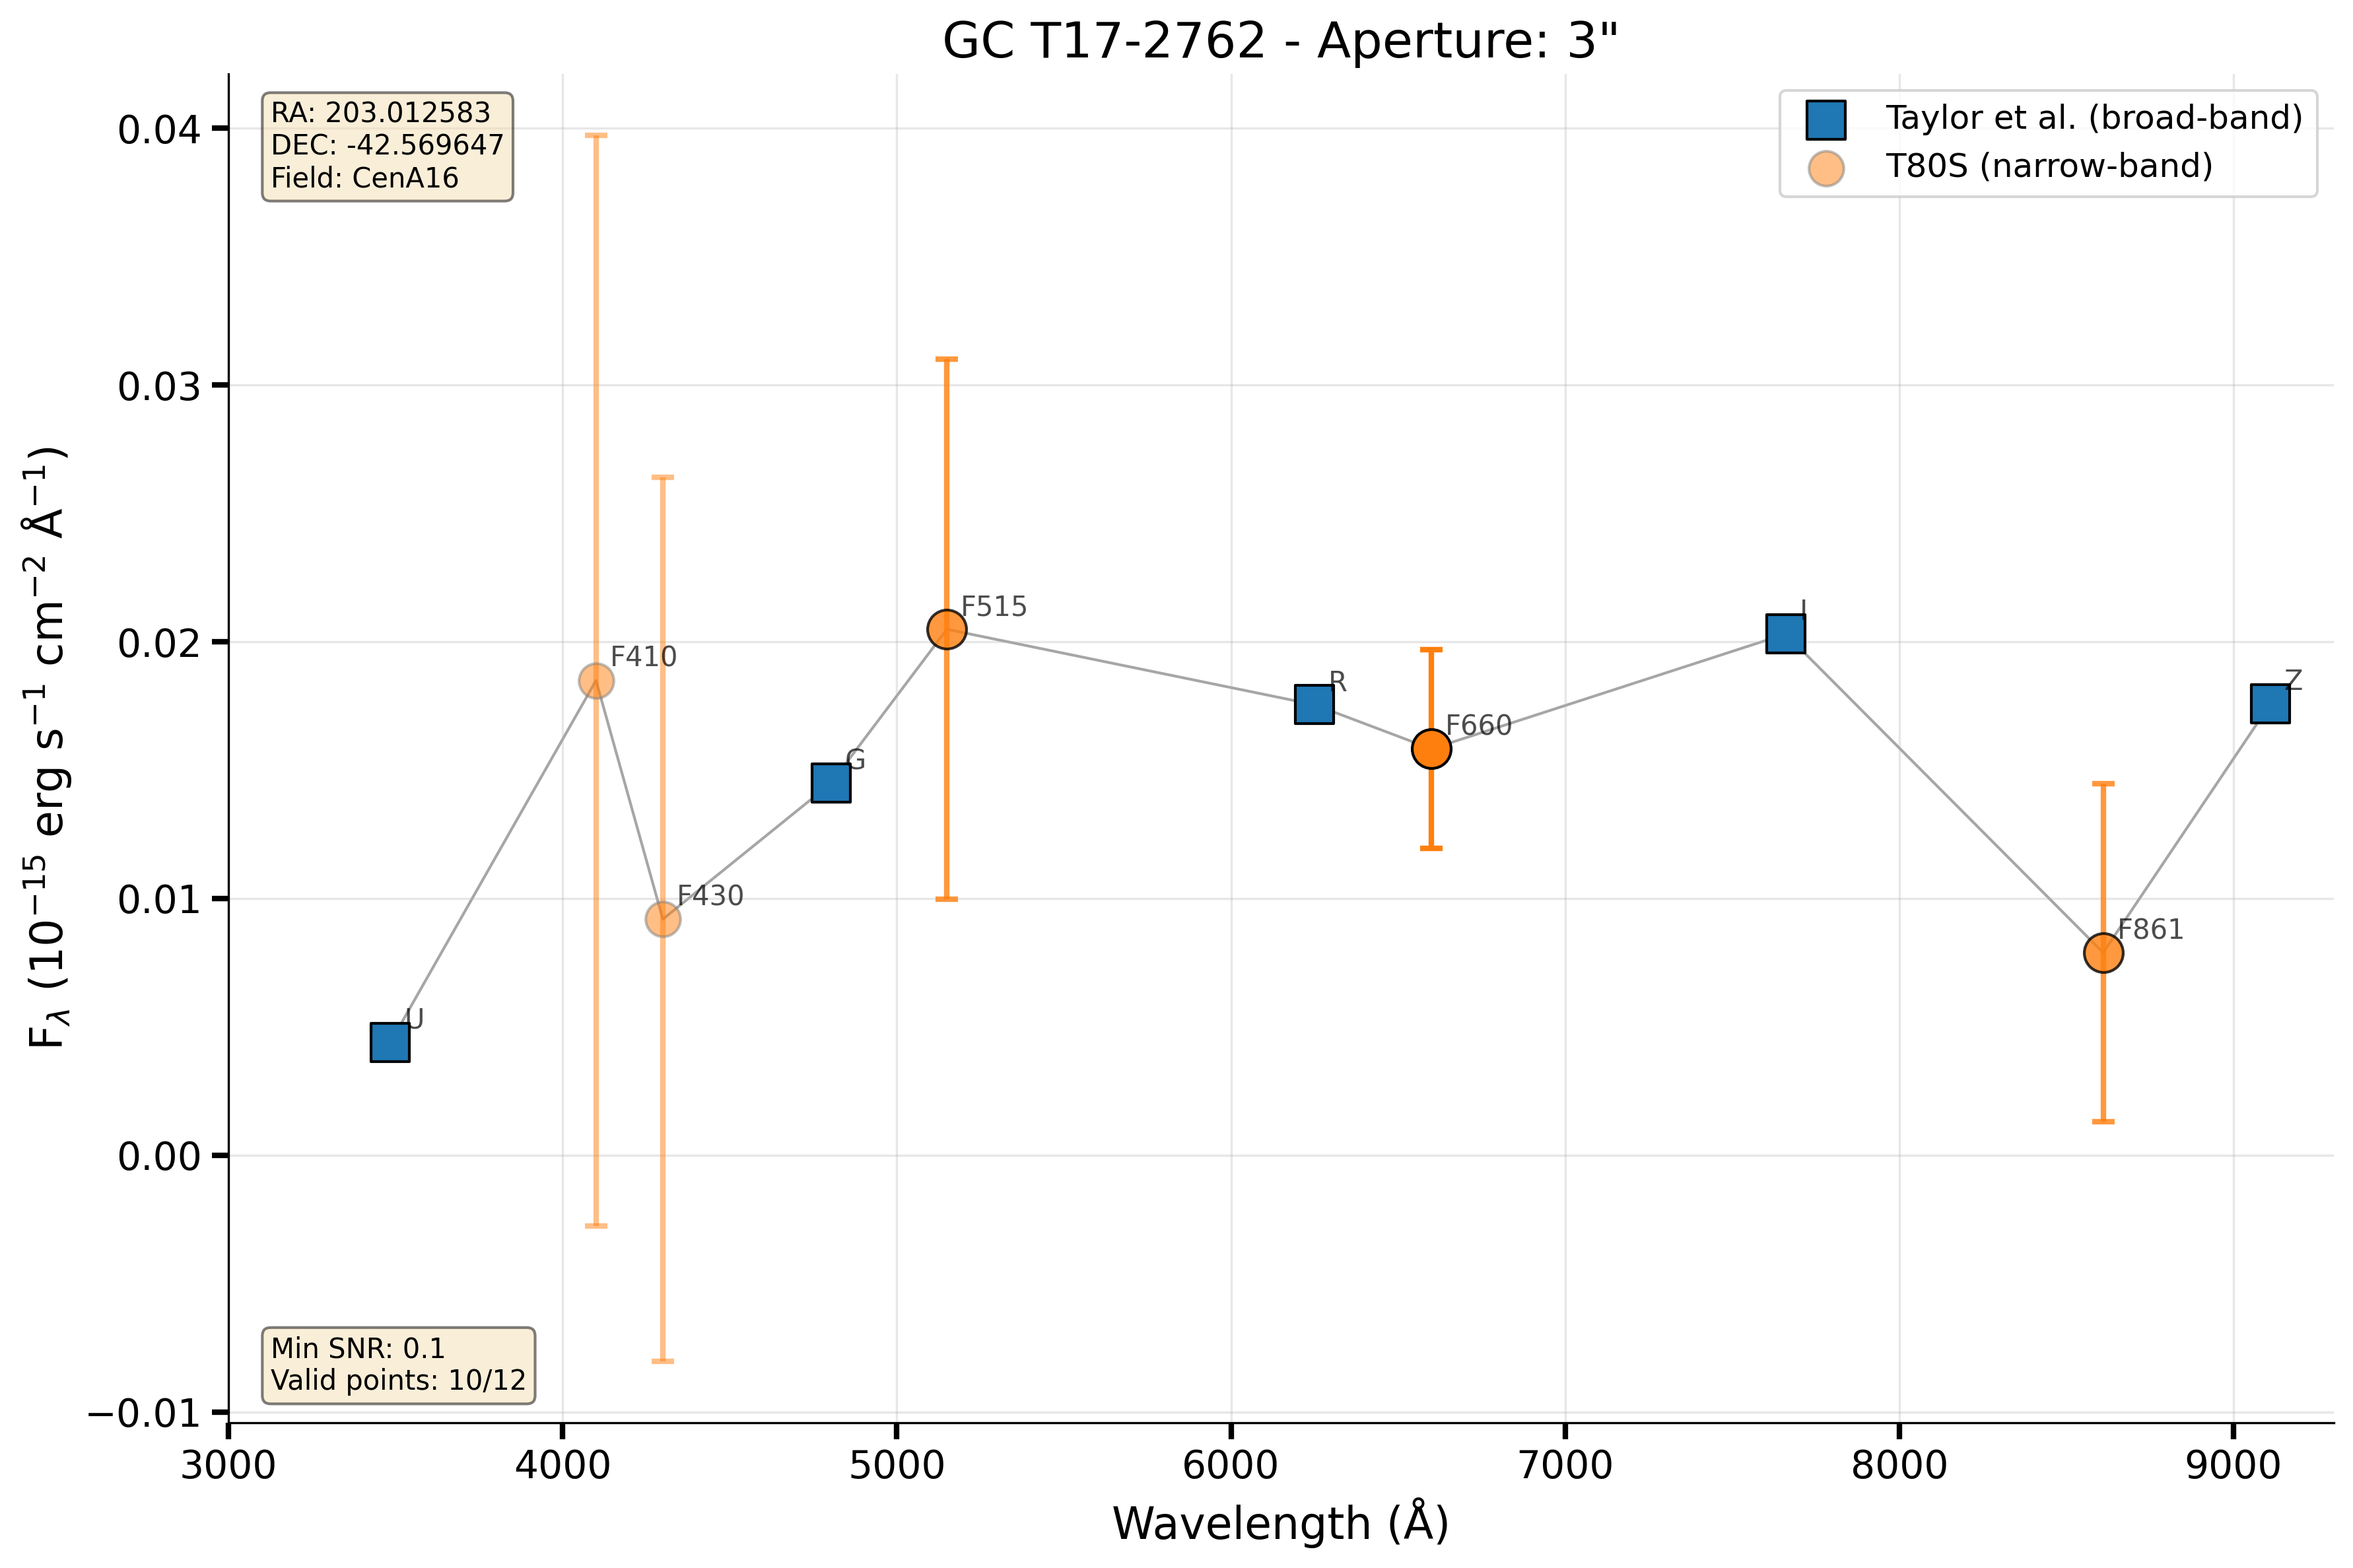 GC T17-2762 - Aperture: 3"
RA: 203.012583
DEC: -42.569647
Field: CenA16
Taylor et al. (broad-band)
T80S (narrow-band)
F$_{\lambda}$ (10$^{-15}$ erg s$^{-1}$ cm$^{-2}$ Å$^{-1}$)
0.04
0.03
0.02
0.01
0.00
−0.01
U
F410
F430
G
F515
R
F660
I
F861
Z
Min SNR: 0.1
Valid points: 10/12
3000 4000 5000 6000 7000 8000 9000
Wavelength (Å)